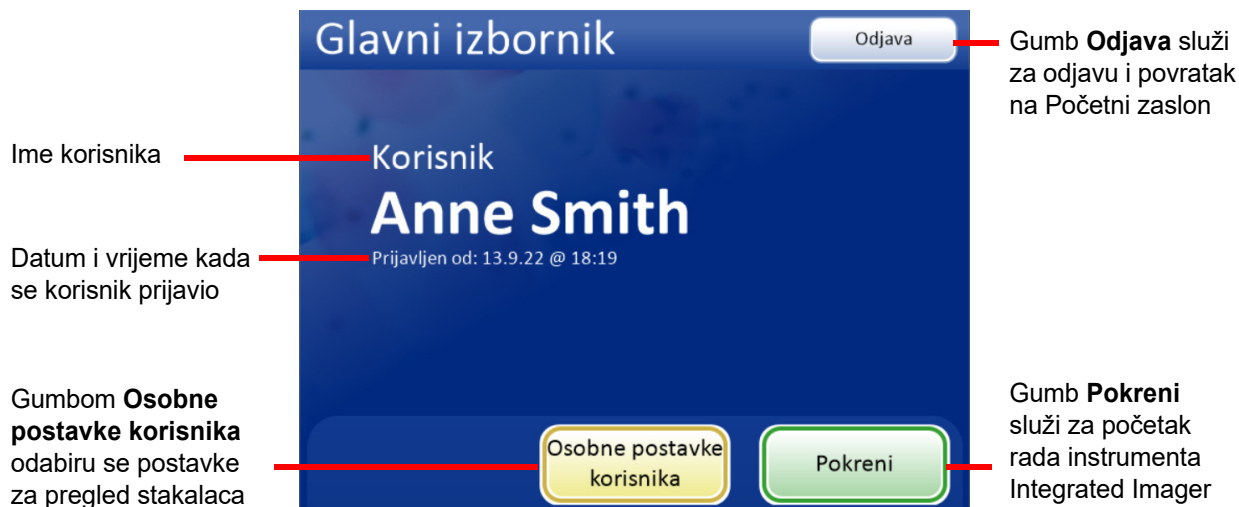 Glavni izbornik
Odjava
Gumb Odjava služi
za odjavu i povratak
na Početni zaslon
Ime korisnika
Korisnik
Anne Smith
Prijavljen od: 13.9.22 @ 18:19
Datum i vrijeme kada
se korisnik prijavio
Gumbom Osobne
postavke korisnika
odabiru se postavke
za pregled stakalaca
Osobne postavke
korisnika
Pokreni
Gumb Pokreni
služi za početak
rada instrumenta
Integrated Imager